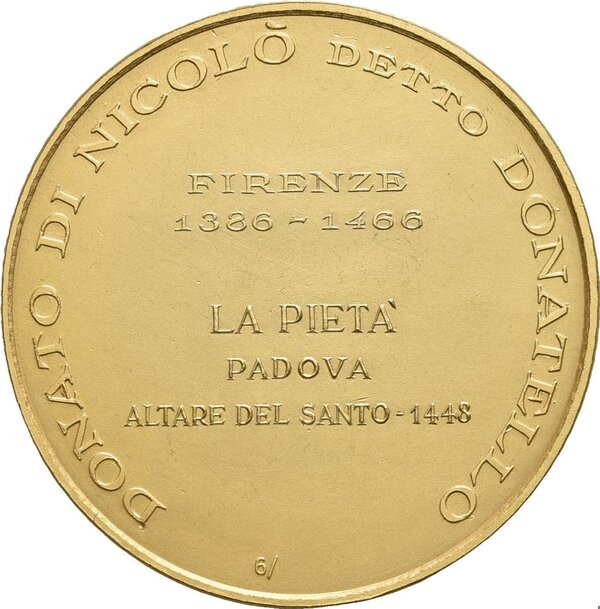 DONATO DI NICOLÒ DETTO DONATELLO
FIRENZE
1386 ~ 1466
LA PIETÀ
PADOVA
ALTARE DEL SANTO - 1448
6/